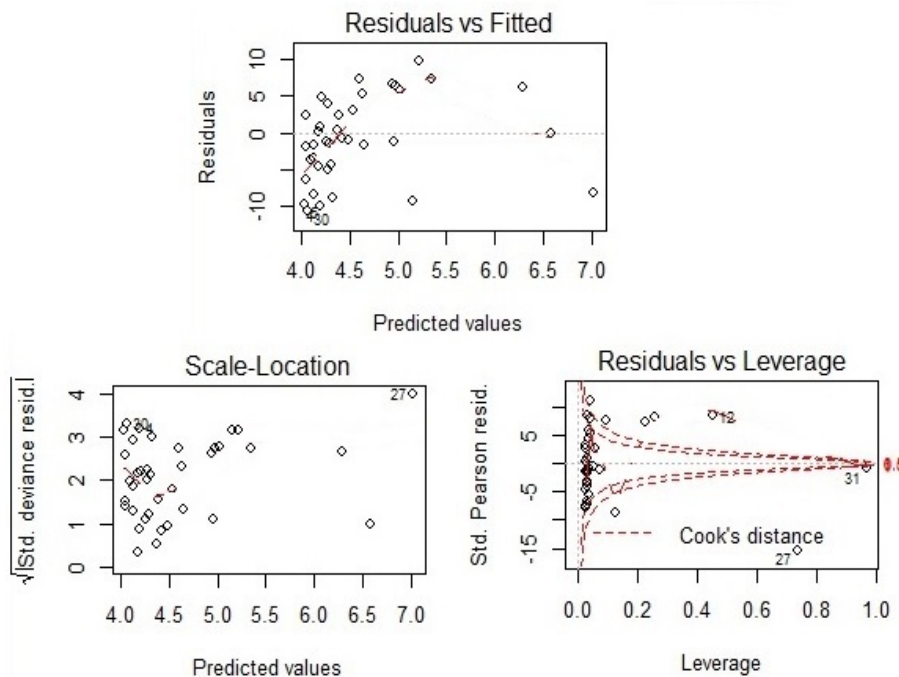 Residuals vs Fitted
Residuals
10
5
0
-10
30
4.0 4.5 5.0 5.5 6.0 6.5 7.0
Predicted values
Scale-Location
√|Std. deviance resid.|
4
3
2
1
0
27
30
4.0 4.5 5.0 5.5 6.0 6.5 7.0
Predicted values
Residuals vs Leverage
Std. Pearson resid.
5
-5
-15
12
31
27
Cook's distance
0.0 0.2 0.4 0.6 0.8 1.0
Leverage